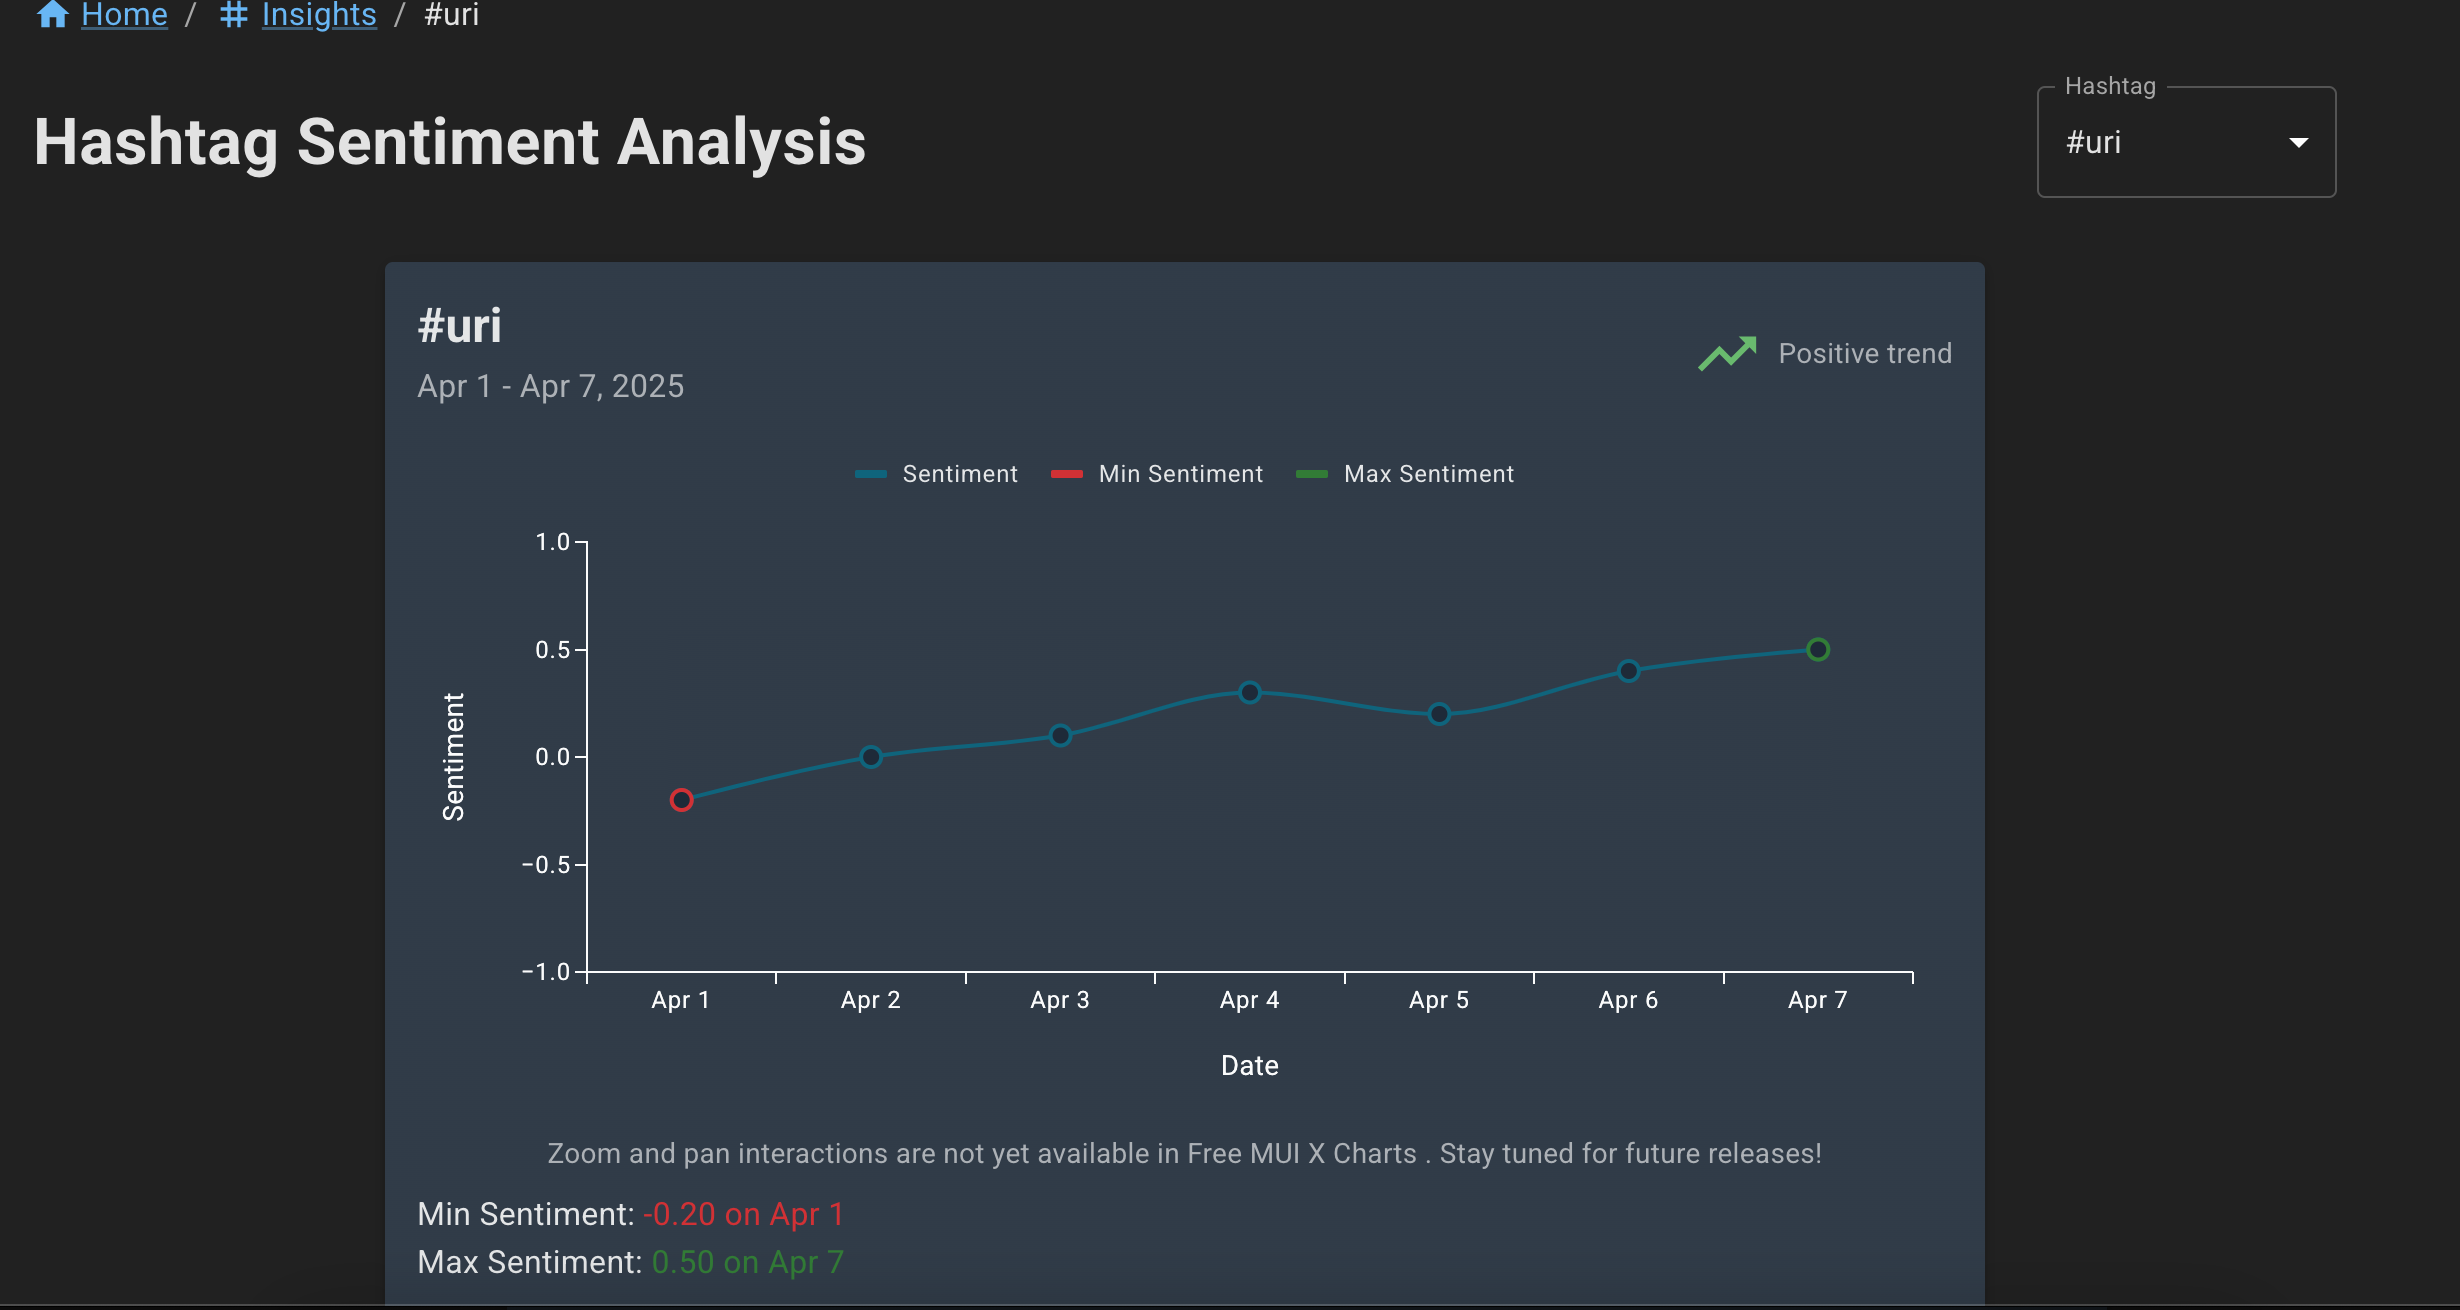 Home / Insights / #uri
Hashtag
Hashtag Sentiment Analysis
#uri
#uri
Positive trend
Apr 1 - Apr 7, 2025
Sentiment Min Sentiment Max Sentiment
1.0
0.5
0.0
−0.5
−1.0
Sentiment
Apr 1 Apr 2 Apr 3 Apr 4 Apr 5 Apr 6 Apr 7
Date
Zoom and pan interactions are not yet available in Free MUI X Charts . Stay tuned for future releases!
Min Sentiment: -0.20 on Apr 1
Max Sentiment: 0.50 on Apr 7